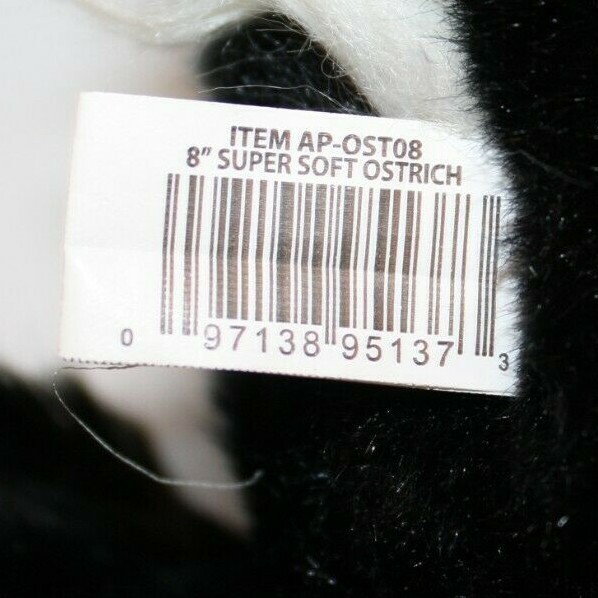 ITEM AP-OST08
8” SUPER SOFT OSTRICH
0 97138 95137 3